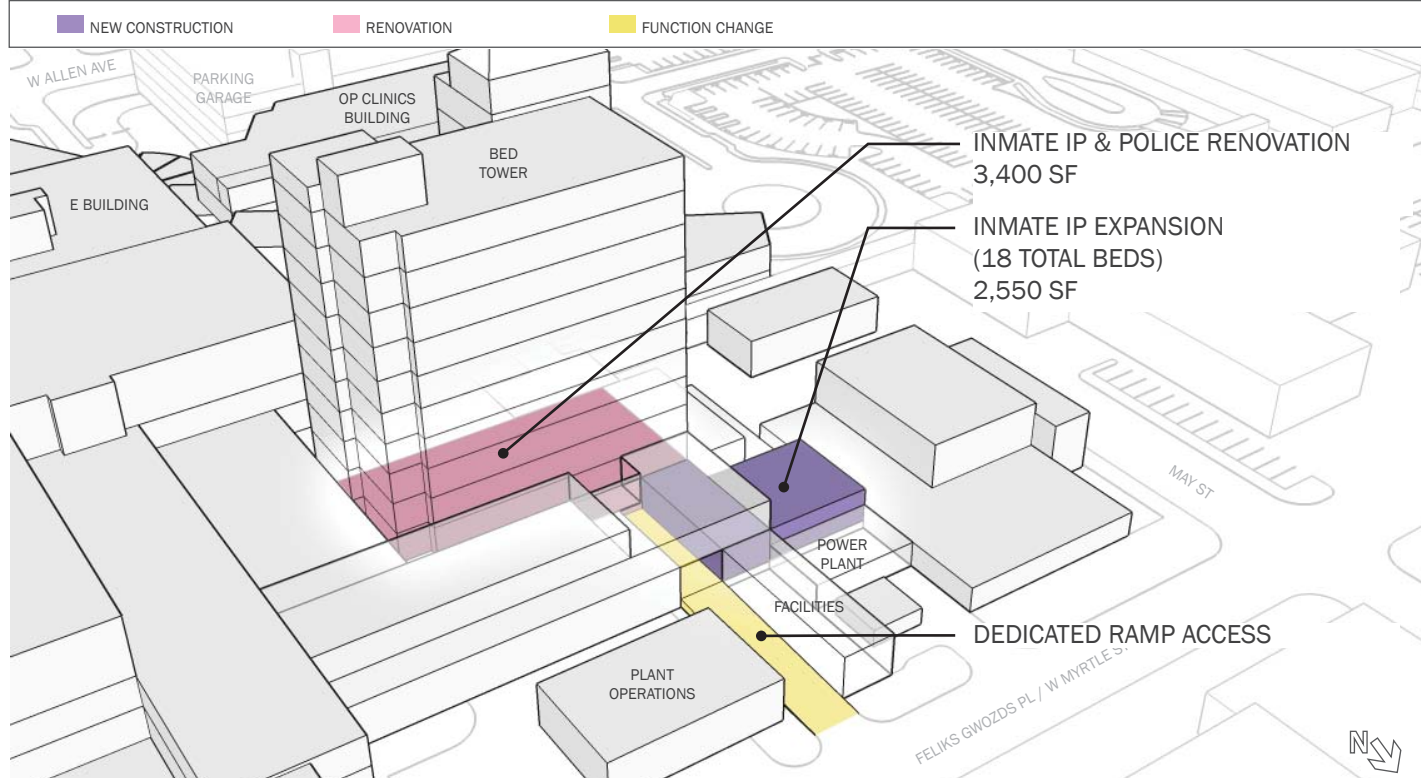 NEW CONSTRUCTION
RENOVATION
FUNCTION CHANGE
W ALLEN AVE
PARKING
GARAGE
OP CLINICS
BUILDING
BED
TOWER
E BUILDING
INMATE IP & POLICE RENOVATION
3,400 SF
INMATE IP EXPANSION
(18 TOTAL BEDS)
2,550 SF
MAY ST
POWER
PLANT
FACILITIES
DEDICATED RAMP ACCESS
PLANT
OPERATIONS
FELIKS GWOZDS PL / W MYRTLE S
N